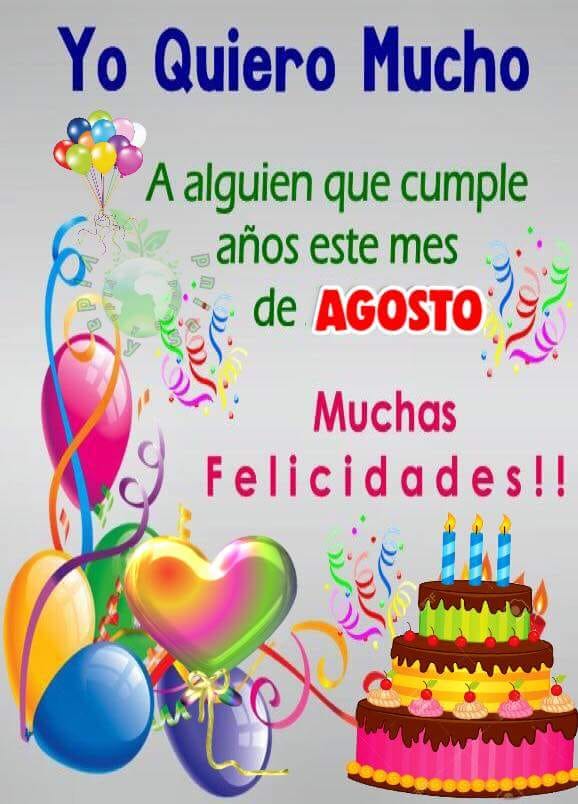 Yo Quiero Mucho
A alguien que cumple
años este mes
de AGOSTO
Muchas
Felicidades!!